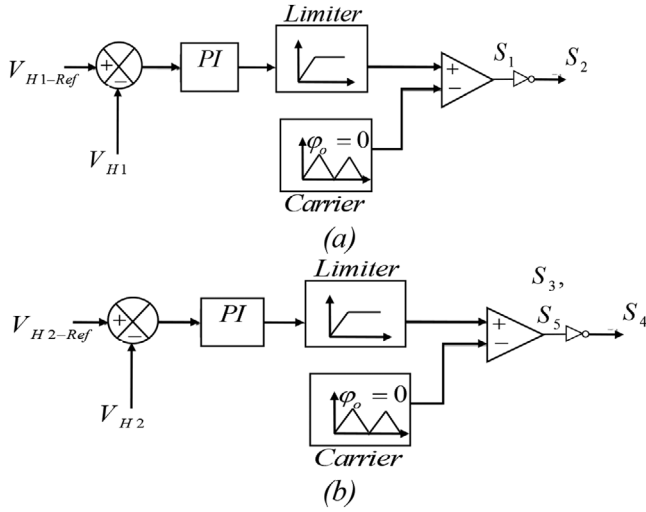 Limiter
V_{H1-Ref}
+
−
PI
+
−
S_1
S_2
V_{H1}
φ_o = 0
Carrier
(a)
Limiter
V_{H2-Ref}
+
−
PI
+
−
S_3,
S_5
S_4
V_{H2}
φ_o = 0
Carrier
(b)